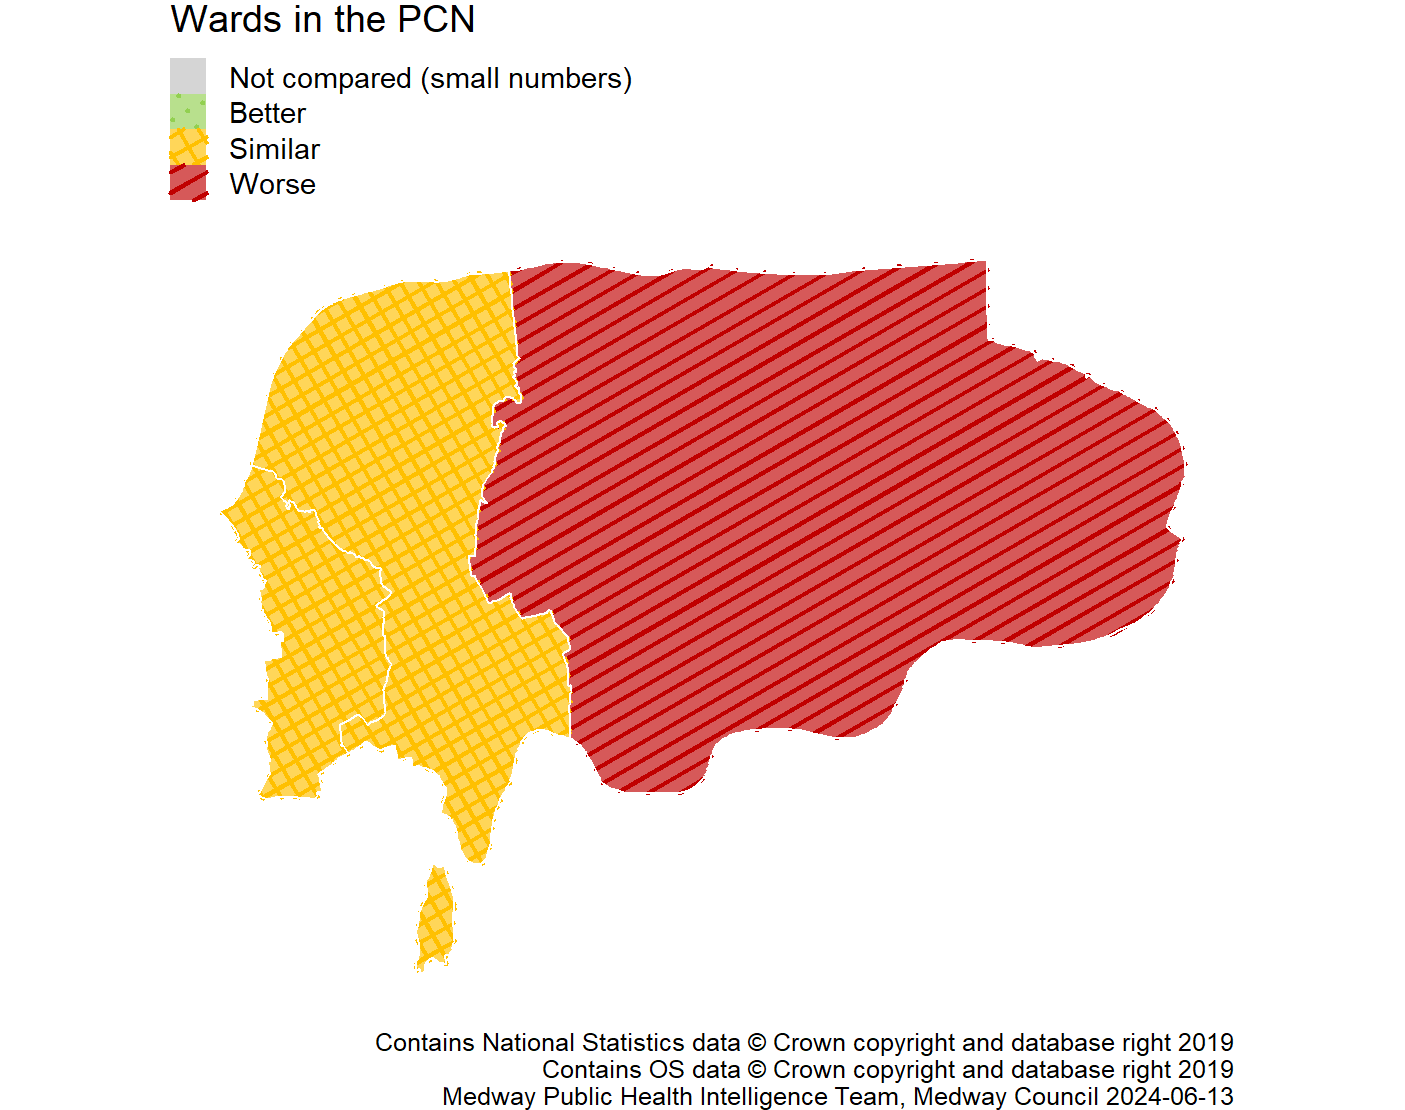 Wards in the PCN
Not compared (small numbers)
Better
Similar
Worse
Contains National Statistics data © Crown copyright and database right 2019
Contains OS data © Crown copyright and database right 2019
Medway Public Health Intelligence Team, Medway Council 2024-06-13